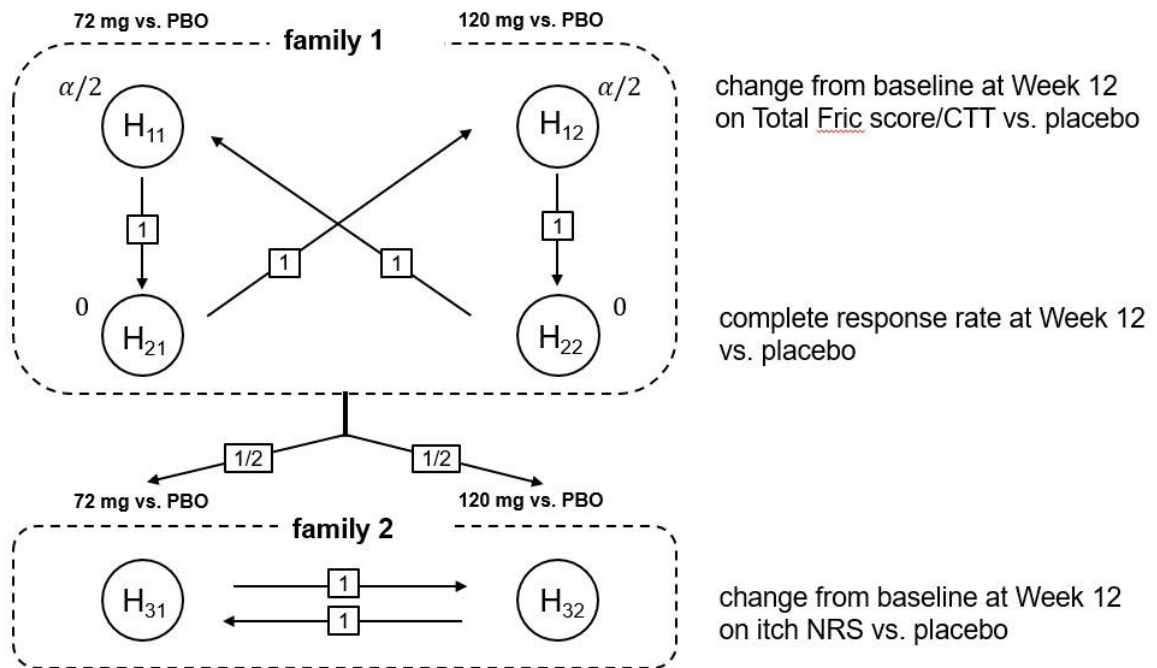 72 mg vs. PBO
family 1
120 mg vs. PBO
α/2
α/2
H₁₁
H₁₂
change from baseline at Week 12
on Total Fric score/CTT vs. placebo
1
1
1
1
0
0
H₂₁
H₂₂
complete response rate at Week 12
vs. placebo
1/2
1/2
72 mg vs. PBO
120 mg vs. PBO
family 2
H₃₁
1
1
H₃₂
change from baseline at Week 12
on itch NRS vs. placebo